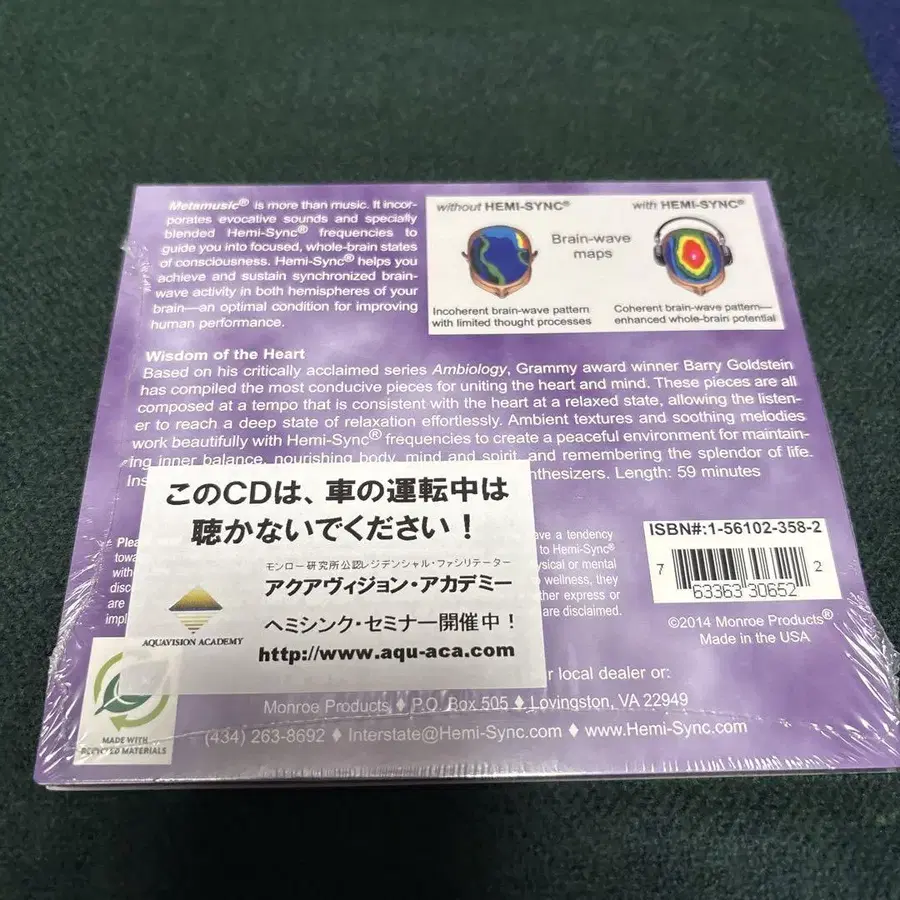 Metamusic® is more than music. It incor-
porates evocative sounds and specially
blended Hemi-Sync® frequencies to
guide you into focused, whole-brain states
of consciousness. Hemi-Sync® helps you
achieve and sustain synchronized brain-
wave activity in both hemispheres of your
brain—an optimal condition for improving
human performance.
without HEMI-SYNC®
with HEMI-SYNC®
Brain-wave
maps
Incoherent brain-wave pattern
with limited thought processes
Coherent brain-wave pattern—
enhanced whole-brain potential
Wisdom of the Heart
Based on his critically acclaimed series Ambiology, Grammy award winner Barry Goldstein
has compiled the most conducive pieces for uniting the heart and mind. These pieces are all
composed at a tempo that is consistent with the heart at a relaxed state, allowing the listen-
er to reach a deep state of relaxation effortlessly. Ambient textures and soothing melodies
work beautifully with Hemi-Sync® frequencies to create a peaceful environment for maintain-
ing inner balance, nourishing body, mind and spirit, and remembering the splendor of life.
Length: 59 minutes
このCDは、車の運転中は
聴かないでください！
モンロー研究所公認レジデンシャル・ファシリテーター
アクアヴィジョン・アカデミー
ヘミシンク・セミナー開催中！
http://www.aqu-aca.com
AQUAVISION ACADEMY
ave a tendency
to Hemi-Sync®
or mental
wellness, they
ther express or
are disclaimed.
ISBN#:1-56102-358-2
7 63363 30652 2
©2014 Monroe Products®
Made in the USA
MADE WITH
RECYCLED MATERIALS
local dealer or:
Monroe Products ♦ P.O. Box 505 ♦ Lovingston, VA 22949
(434) 263-8692 ♦ Interstate@Hemi-Sync.com ♦ www.Hemi-Sync.com